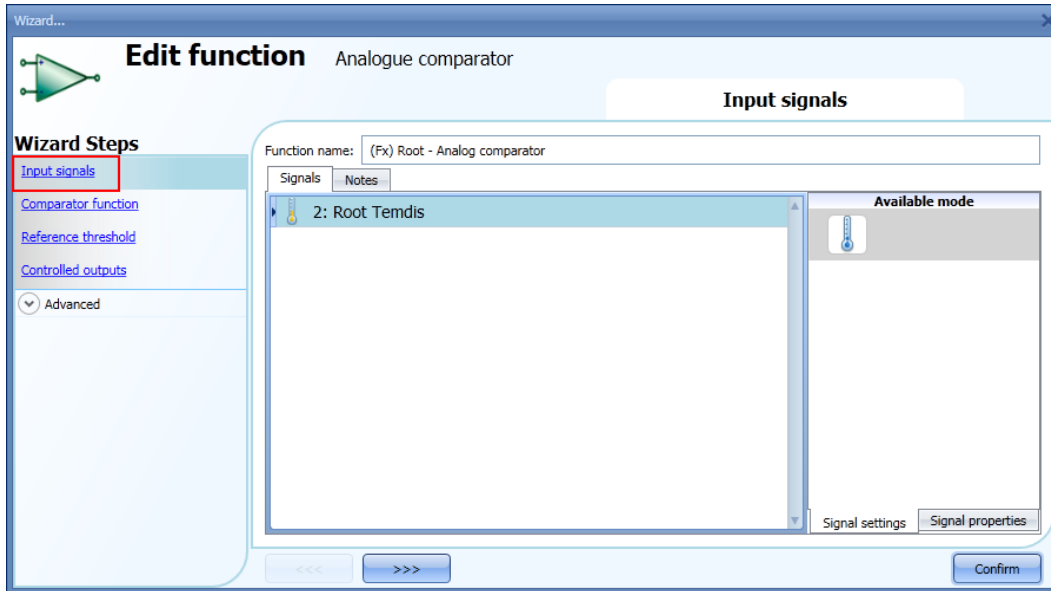 Wizard...
Edit function Analogue comparator
Input signals
Wizard Steps
Input signals
Comparator function
Reference threshold
Controlled outputs
Advanced
Function name: (Fx) Root - Analog comparator
Signals Notes
2: Root Temdis
Available mode
Signal settings Signal properties
<<< >>> Confirm